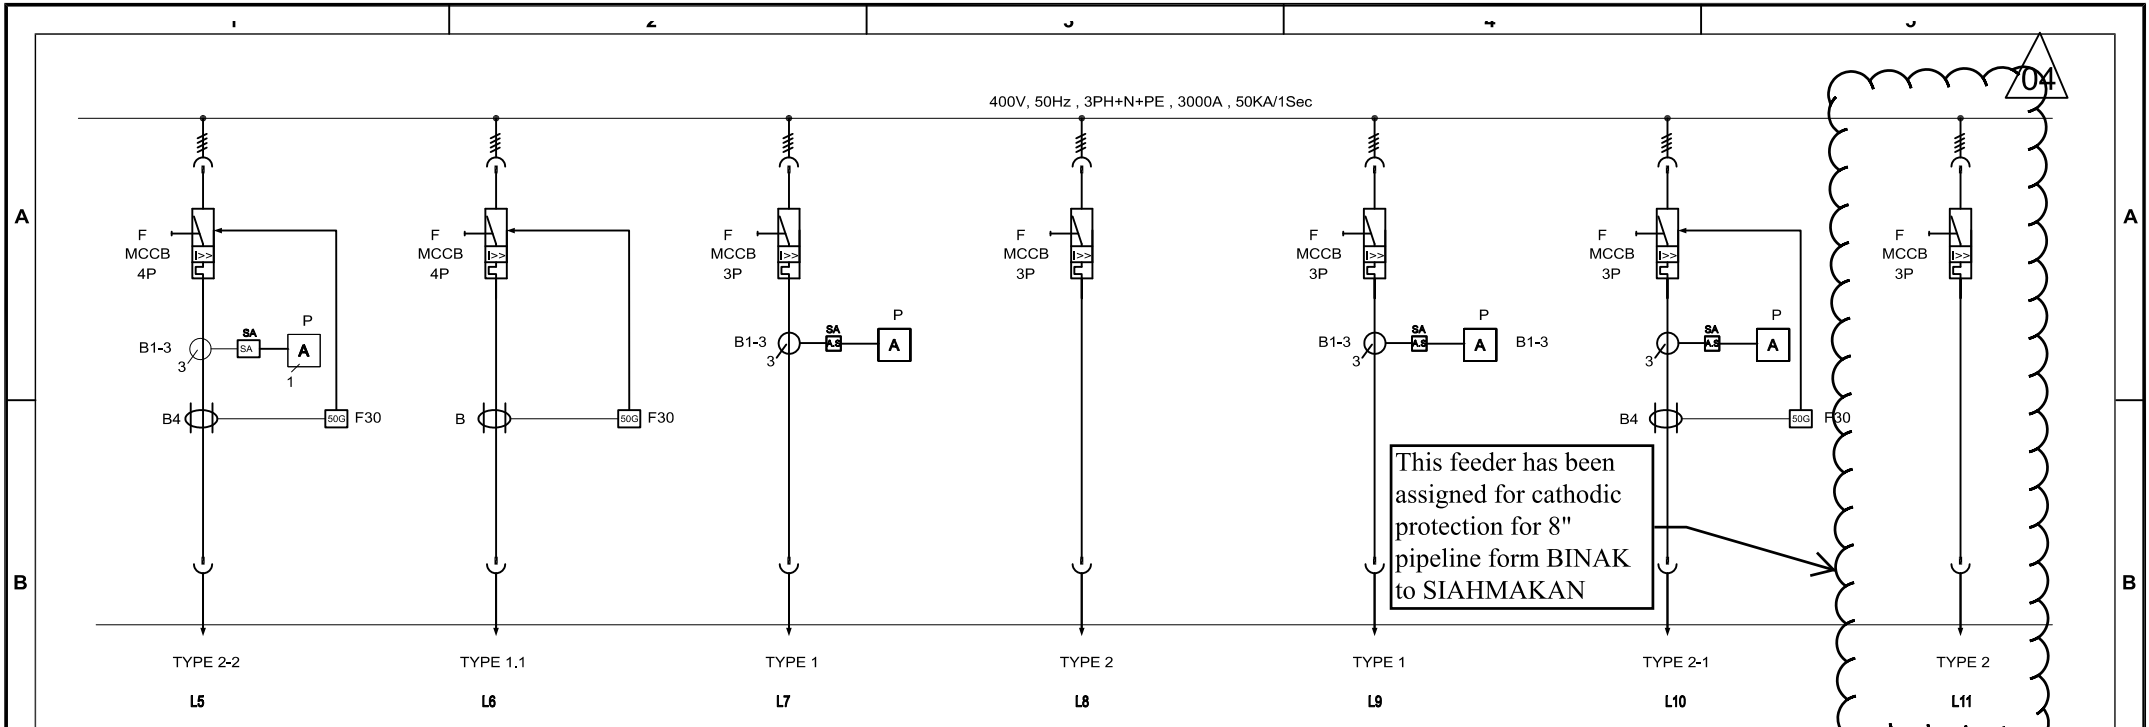 04
400V, 50Hz , 3PH+N+PE , 3000A , 50KA/1Sec
A
A
F
MCCB
4P
I>>
F
MCCB
4P
I>>
F
MCCB
3P
I>>
F
MCCB
3P
I>>
F
MCCB
3P
I>>
F
MCCB
3P
I>>
F
MCCB
3P
I>>
B1-3
3
SA
SA
P
A
1
B1-3
3
SA
A.S
P
A
B1-3
3
SA
A.S
P
A
B1-3
3
SA
A.S
P
A
B4
50G
F30
B
50G
F30
B4
50G
F30
This feeder has been
assigned for cathodic
protection for 8"
pipeline form BINAK
to SIAHMAKAN
B
B
TYPE 2-2
TYPE 1.1
TYPE 1
TYPE 2
TYPE 1
TYPE 2-1
TYPE 2
L5
L6
L7
L8
L9
L10
L11